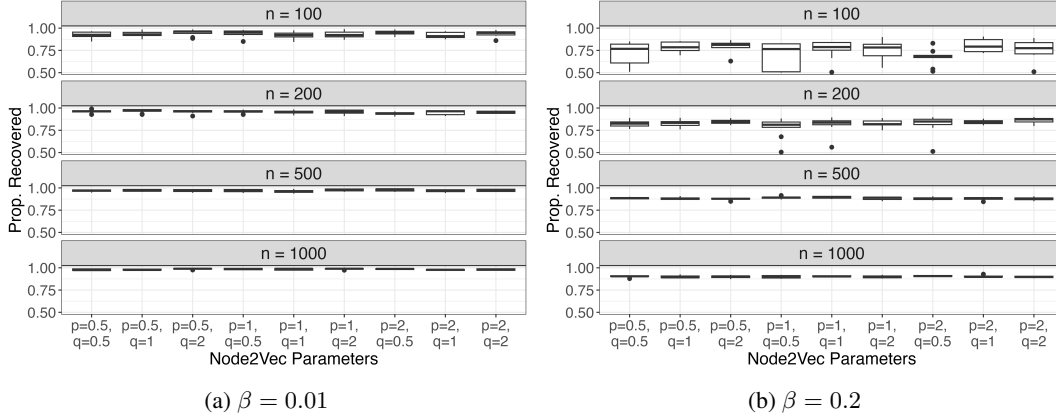 Prop. Recovered
n = 100
1.00
0.75
0.50
n = 200
1.00
0.75
0.50
n = 500
1.00
0.75
0.50
n = 1000
1.00
0.75
0.50
p=0.5, p=0.5, p=0.5, p=1, p=1, p=1, p=2, p=2, p=2,
q=0.5 q=1 q=2 q=0.5 q=1 q=2 q=0.5 q=1 q=2
Node2Vec Parameters
(a) β = 0.01
Prop. Recovered
n = 100
1.00
0.75
0.50
n = 200
1.00
0.75
0.50
n = 500
1.00
0.75
0.50
n = 1000
1.00
0.75
0.50
p=0.5, p=0.5, p=0.5, p=1, p=1, p=1, p=2, p=2, p=2,
q=0.5 q=1 q=2 q=0.5 q=1 q=2 q=0.5 q=1 q=2
Node2Vec Parameters
(b) β = 0.2